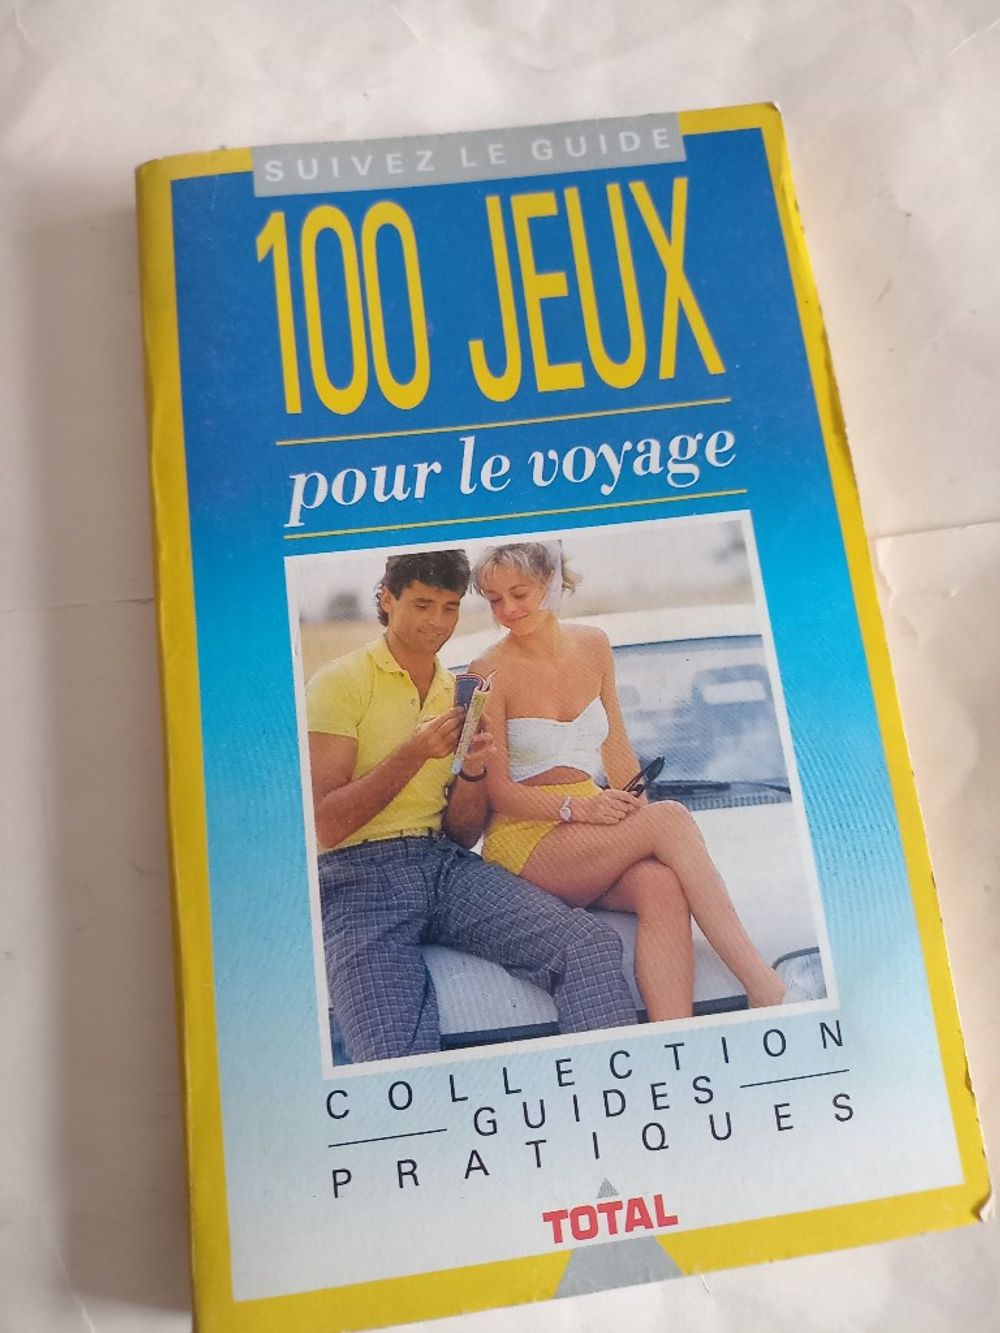 SUIVEZ LE GUIDE
100 JEUX
pour le voyage
COLLECTION
GUIDES
PRATIQUES
TOTAL